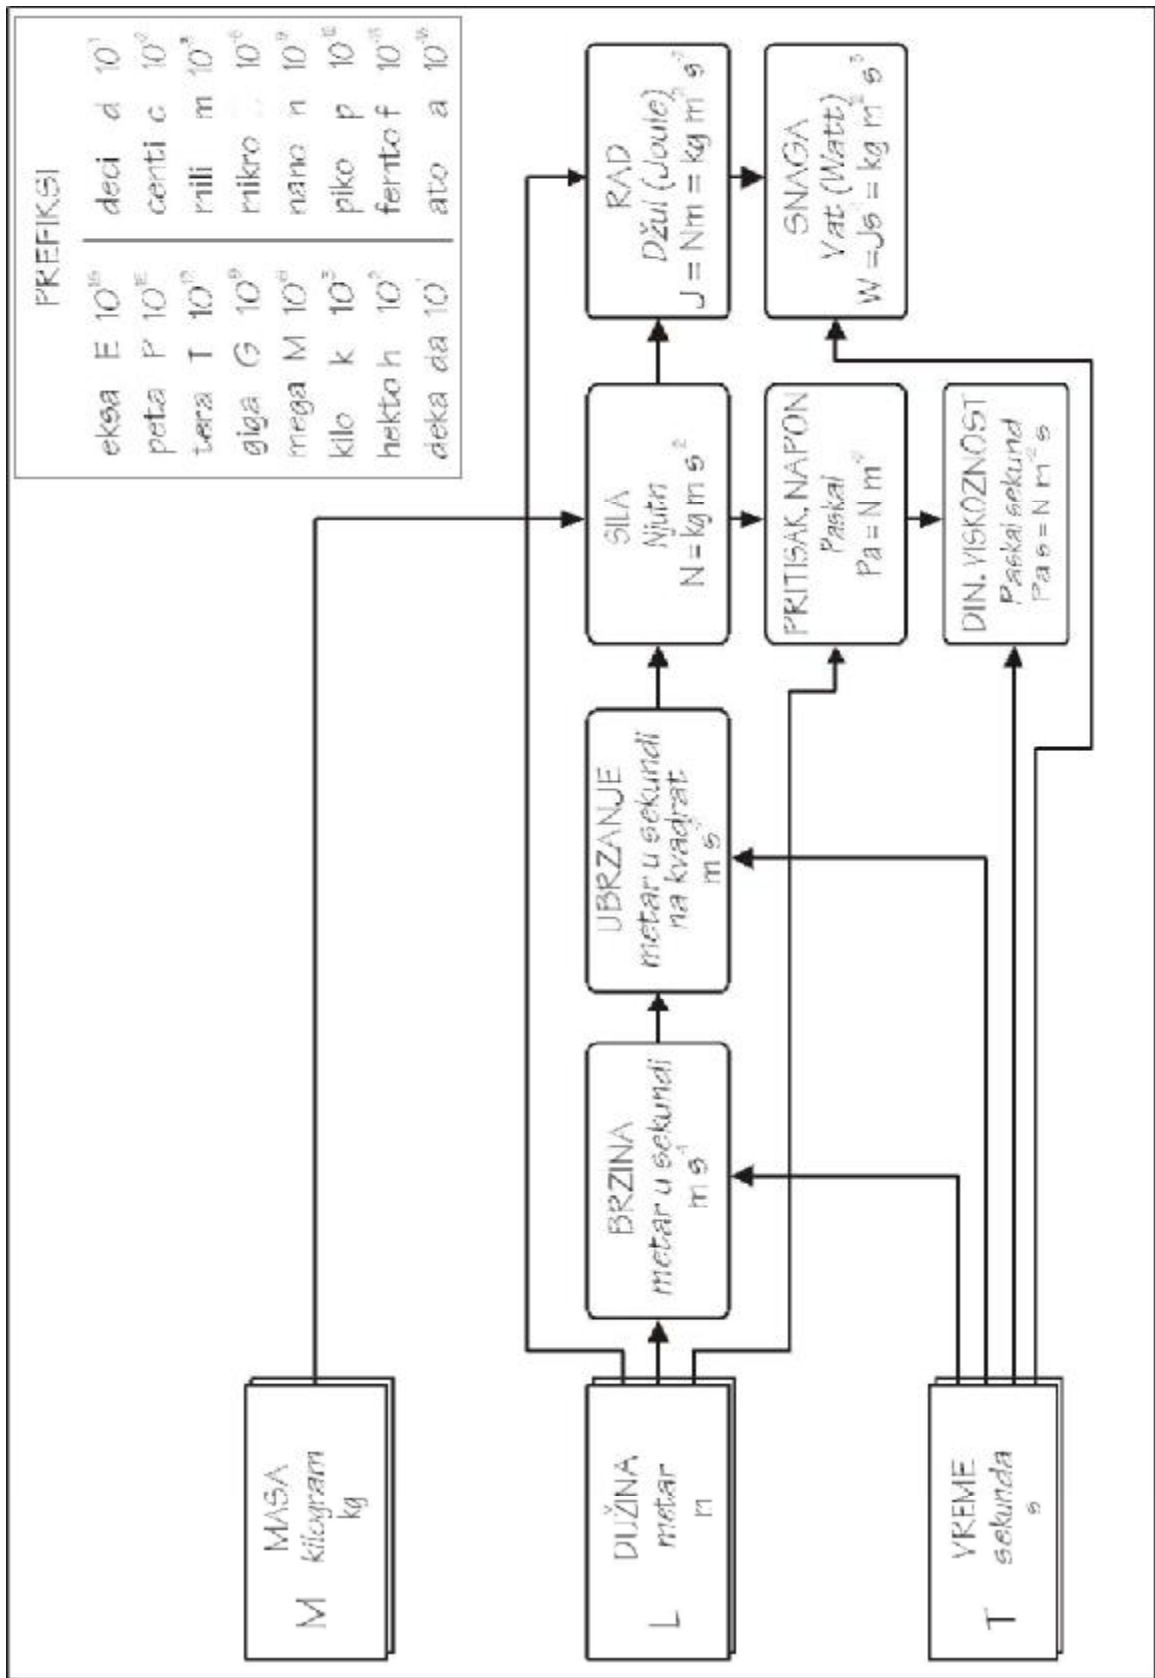 PREFIKSI
eksa E 10¹⁸ deci d 10¹
peta P 10¹⁵ centi c 10⁻²
tera T 10¹² mili m 10⁻³
giga G 10⁹ mikro 10⁻⁶
mega M 10⁶ nano n 10⁻⁹
kilo k 10³ piko p 10⁻¹²
hekto h 10² femto f 10⁻¹⁵
deka da 10¹ ato a 10⁻¹⁸
MASA
M kilogram
kg
DUŽINA
L metar
m
VREME
T sekunda
s
BRZINA
metar u sekundi
m s⁻¹
UBRZANJE
metar u sekundi
na kvadrat
m s⁻²
SILA
Njutn
N = kg m s⁻²
RAD
Džul (Joule)
J = Nm = kg m² s⁻²
PRITISAK, NAPON
Paskal
Pa = N m⁻²
SNAGA
Vat (Watt)
W = Js⁻¹ = kg m² s⁻³
DIN. VISKOZNOST
Paskal sekund
Pa s = N m⁻² s